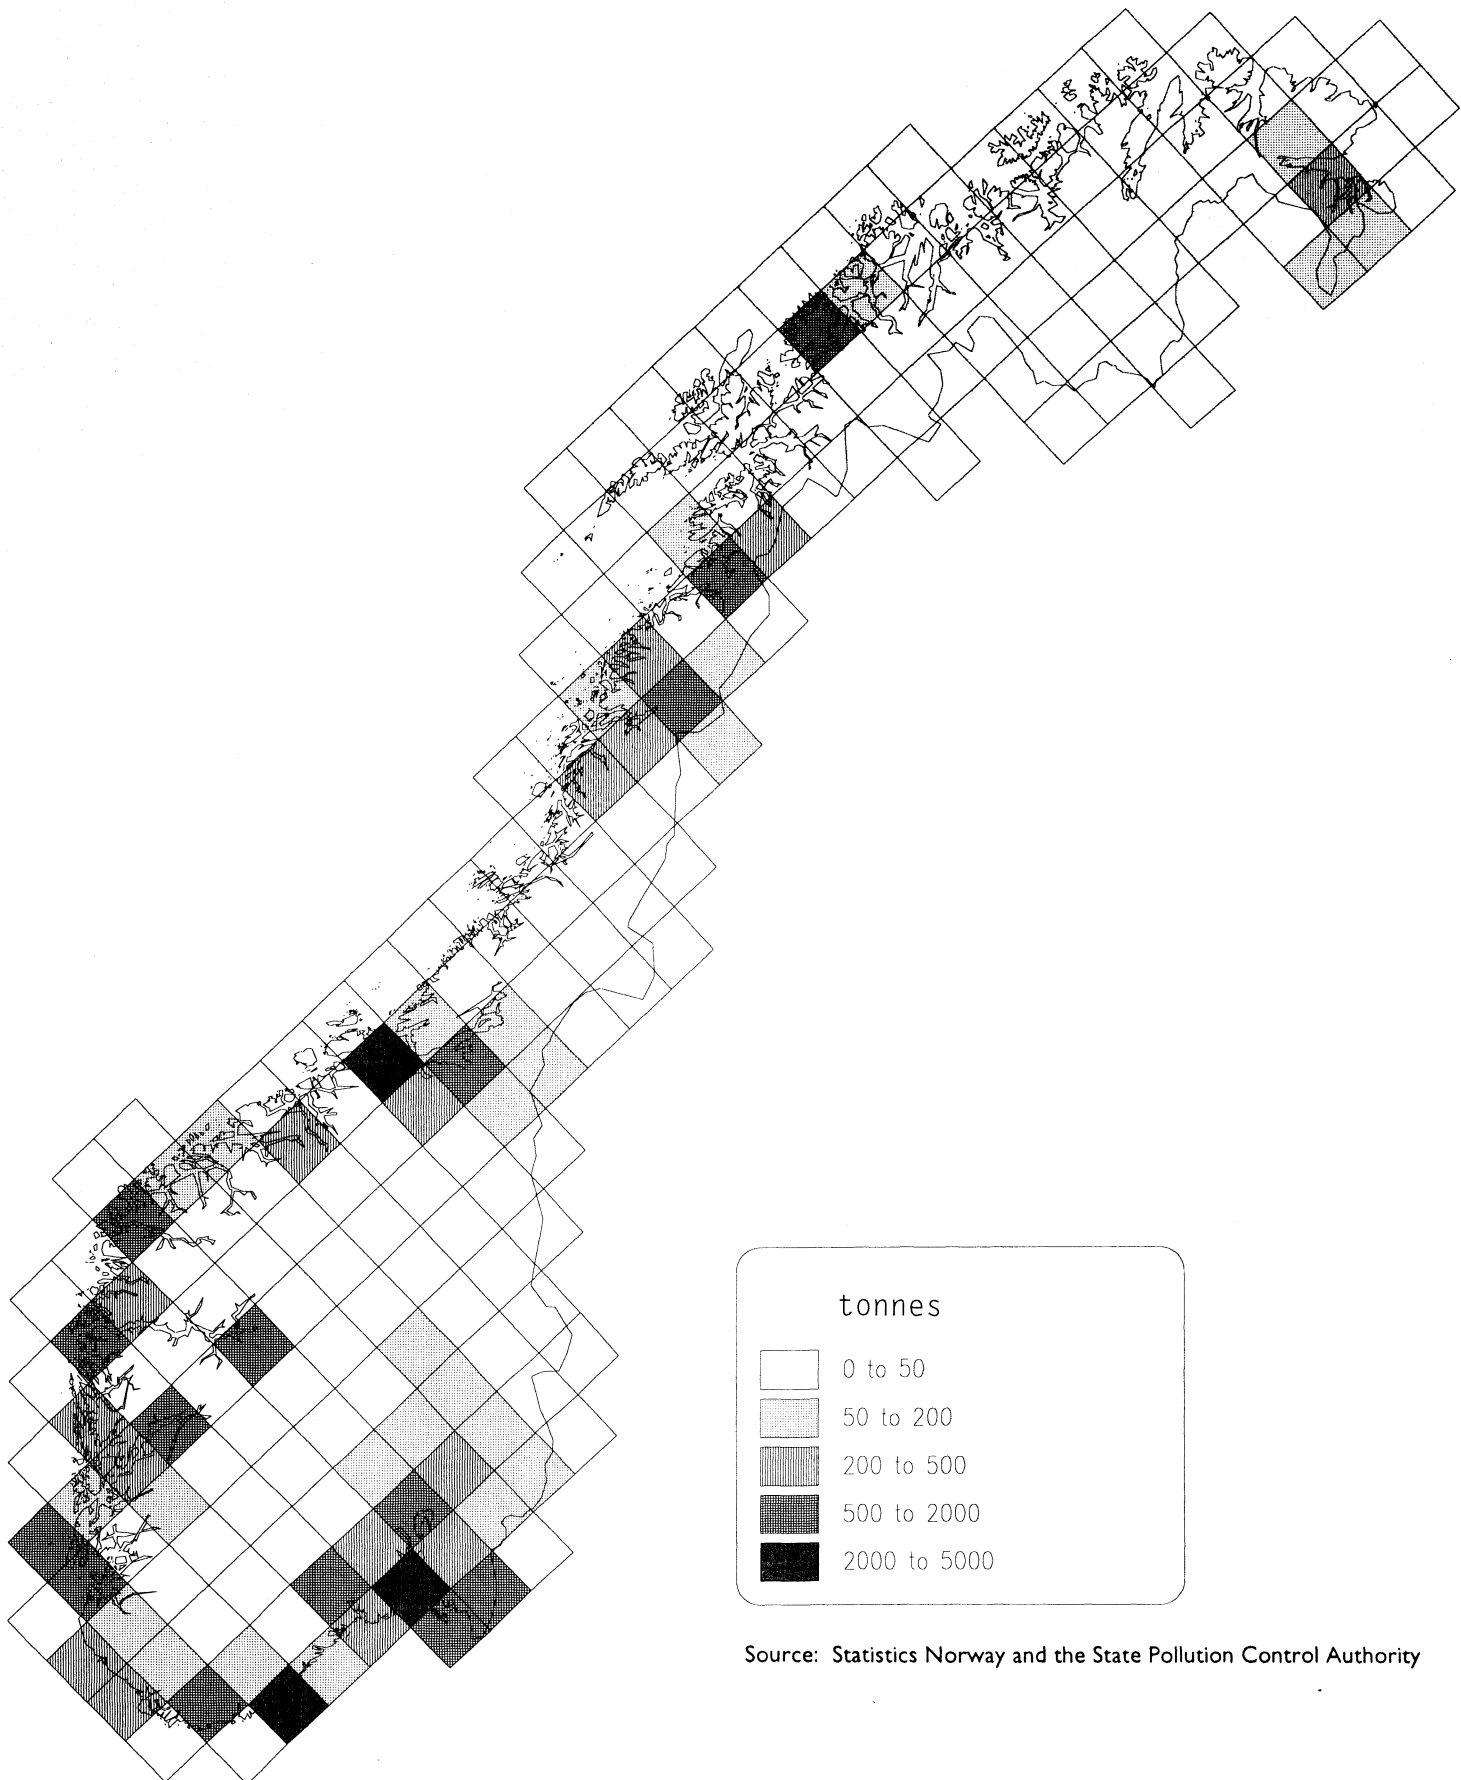 tonnes
0 to 50
50 to 200
200 to 500
500 to 2000
2000 to 5000
Source: Statistics Norway and the State Pollution Control Authority